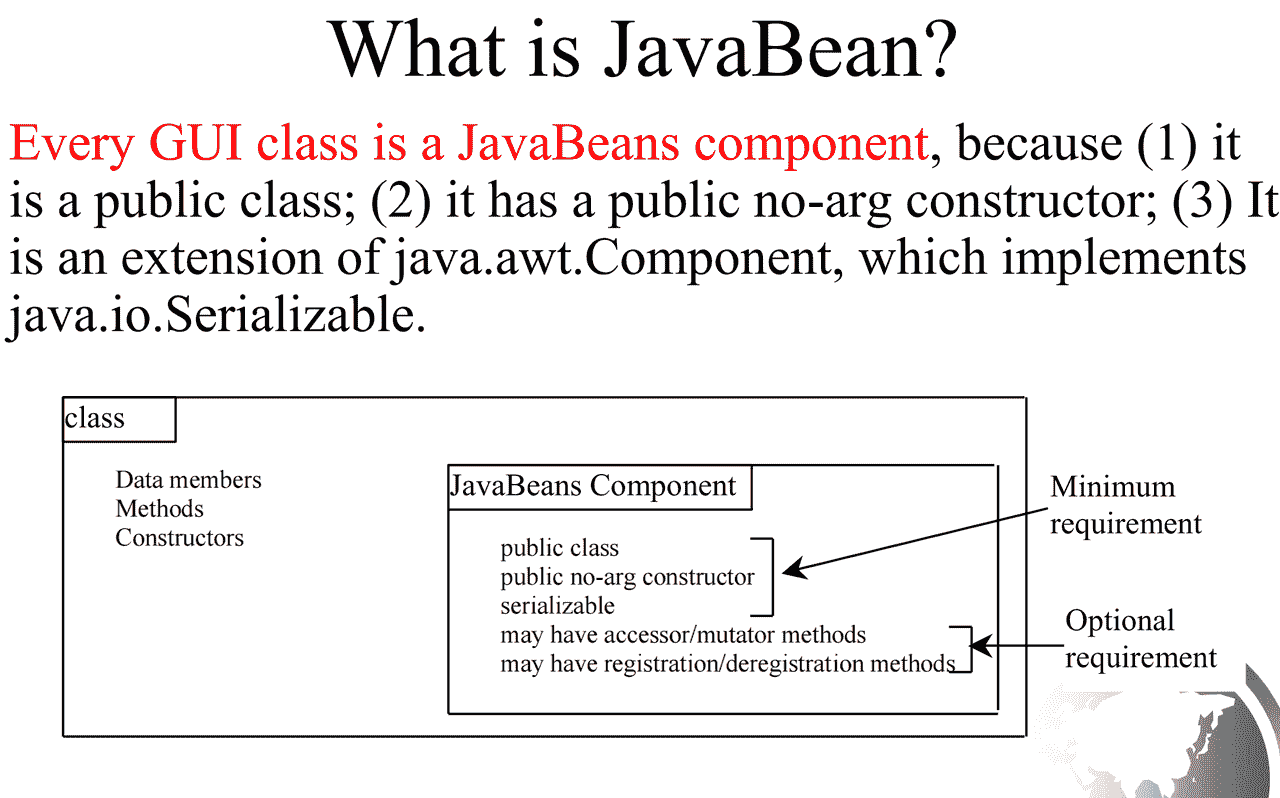 What is JavaBean?
Every GUI class is a JavaBeans component, because (1) it
is a public class; (2) it has a public no-arg constructor; (3) It
is an extension of java.awt.Component, which implements
java.io.Serializable.
class
Data members
Methods
Constructors
JavaBeans Component
public class
public no-arg constructor
serializable
may have accessor/mutator methods
may have registration/deregistration methods
Minimum
requirement
Optional
requirement